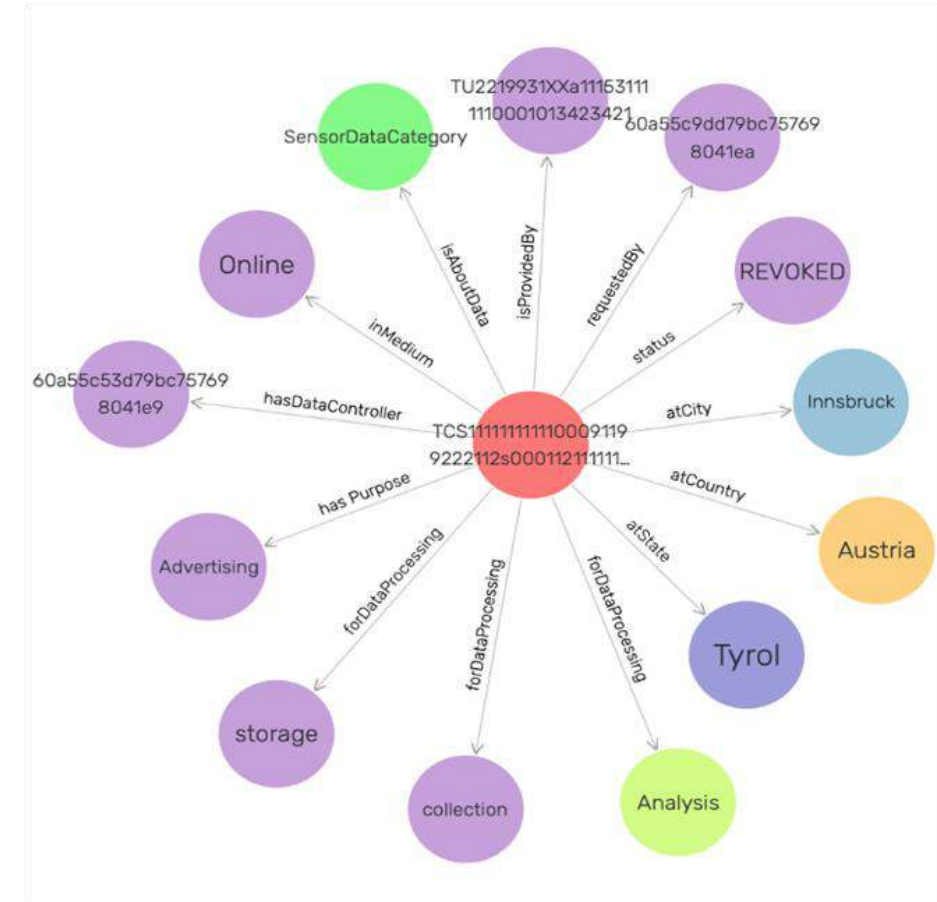 TU2219931XXa11153111
1110001013423421
60a55c9dd79bc75769
8041ea
SensorDataCategory
isAboutData
isProvidedBy
requestedBy
Online
REVOKED
inMedium
status
60a55c53d79bc75769
8041e9
hasDataController
atCity
Innsbruck
TCS1111111111110009119
9222112s000112111111...
has Purpose
atCountry
Advertising
Austria
forDataProcessing
forDataProcessing
forDataProcessing
atState
Tyrol
storage
collection
Analysis